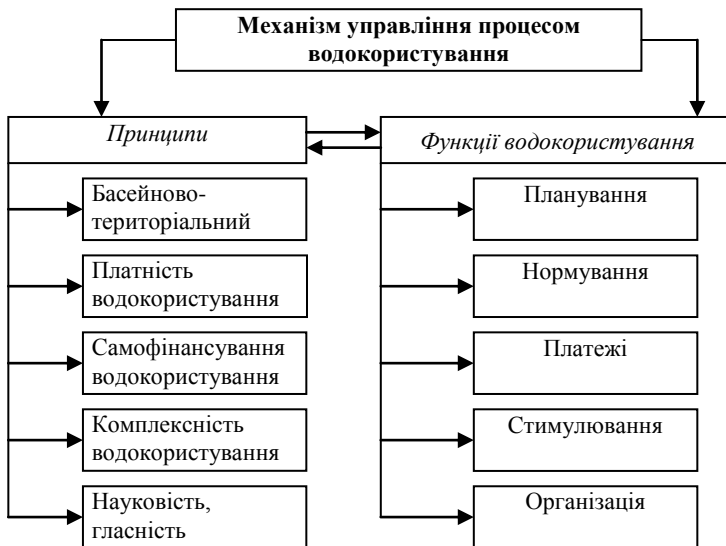 Механізм управління процесом
водокористування
Принципи
Функції водокористування
Басейново-
територіальний
Платність
водокористування
Самофінансування
водокористування
Комплексність
водокористування
Науковість,
гласність
Планування
Нормування
Платежі
Стимулювання
Організація